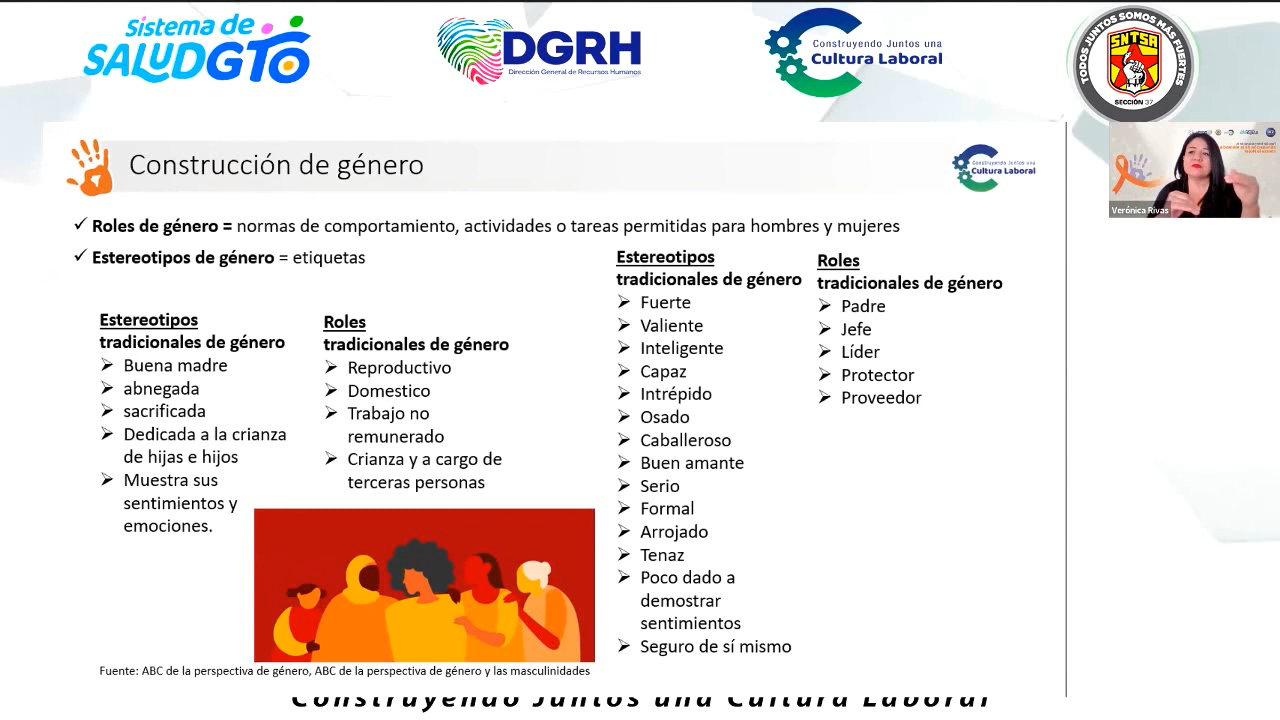 Sistema de
SALUDGTO
DGRH
Dirección General de Recursos Humanos
Construyendo Juntos una
Cultura Laboral
TODOS JUNTOS SOMOS MÁS FUERTES
SNTSA
SECCIÓN 37
Construcción de género
Construyendo Juntos una
Cultura Laboral
Verónica Rivas
✓ Roles de género = normas de comportamiento, actividades o tareas permitidas para hombres y mujeres
✓ Estereotipos de género = etiquetas
Estereotipos
tradicionales de género
➢ Buena madre
➢ abnegada
➢ sacrificada
➢ Dedicada a la crianza
de hijas e hijos
➢ Muestra sus
sentimientos y
emociones.
Roles
tradicionales de género
➢ Reproductivo
➢ Domestico
➢ Trabajo no
remunerado
➢ Crianza y a cargo de
terceras personas
Estereotipos
tradicionales de género
➢ Fuerte
➢ Valiente
➢ Inteligente
➢ Capaz
➢ Intrépido
➢ Osado
➢ Caballeroso
➢ Buen amante
➢ Serio
➢ Formal
➢ Arrojado
➢ Tenaz
➢ Poco dado a
demostrar
sentimientos
➢ Seguro de sí mismo
Roles
tradicionales de género
➢ Padre
➢ Jefe
➢ Líder
➢ Protector
➢ Proveedor
Fuente: ABC de la perspectiva de género, ABC de la perspectiva de género y las masculinidades
Construyendo Juntos una Cultura Laboral